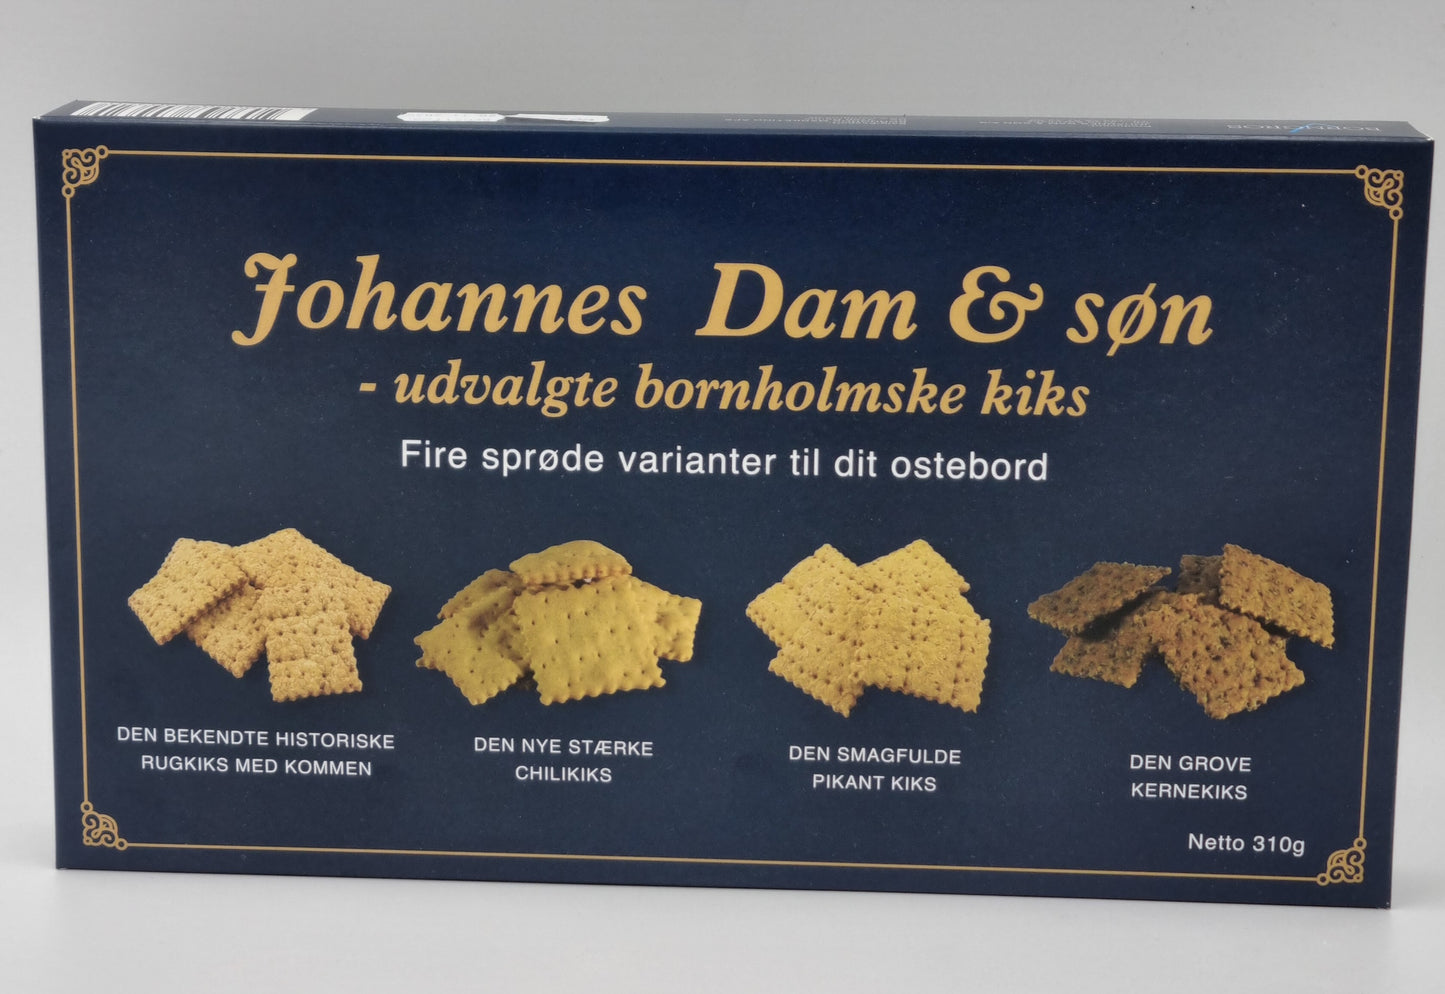 Johannes Dam & søn
- udvalgte bornholmske kiks
Fire sprøde varianter til dit ostebord
DEN BEKENDTE HISTORISKE
RUGKIKS MED KOMMEN
DEN NYE STÆRKE
CHILIKIKS
DEN SMAGFULDE
PIKANT KIKS
DEN GROVE
KERNEKIKS
Netto 310g